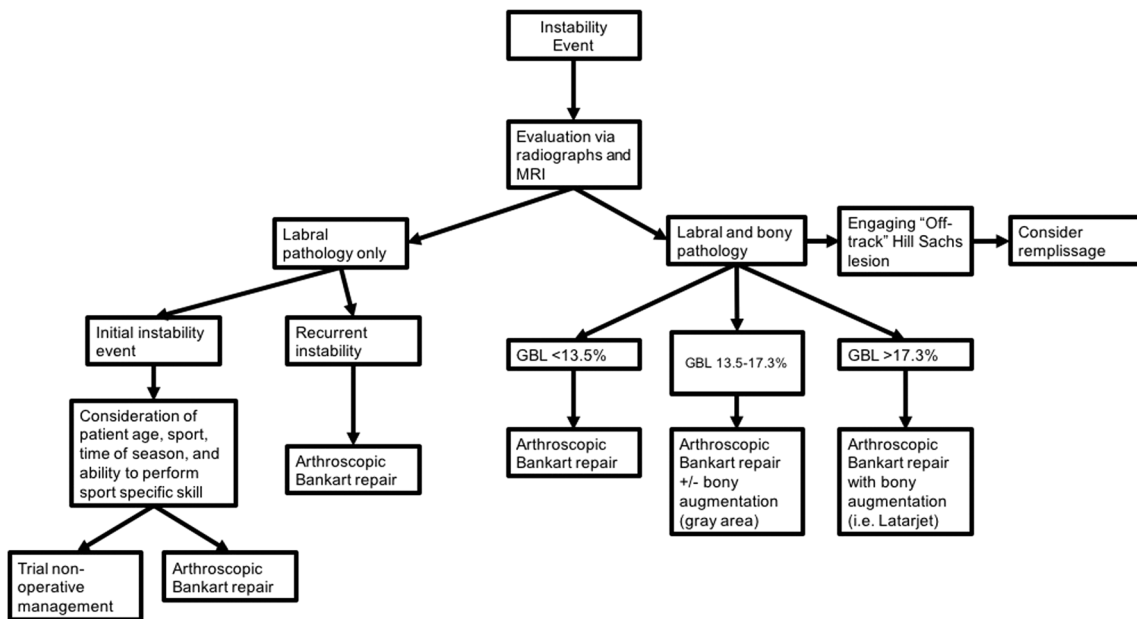 Instability
Event
Evaluation via
radiographs and
MRI
Labral
pathology only
Labral and bony
pathology
Engaging “Off-
track” Hill Sachs
lesion
Consider
remplissage
Initial instability
event
Recurrent
instability
GBL <13.5%
GBL 13.5-17.3%
GBL >17.3%
Consideration of
patient age, sport,
time of season, and
ability to perform
sport specific skill
Arthroscopic
Bankart repair
Arthroscopic
Bankart repair
Arthroscopic
Bankart repair
+/- bony
augmentation
(gray area)
Arthroscopic
Bankart repair
with bony
augmentation
(i.e. Latarjet)
Trial non-
operative
management
Arthroscopic
Bankart repair